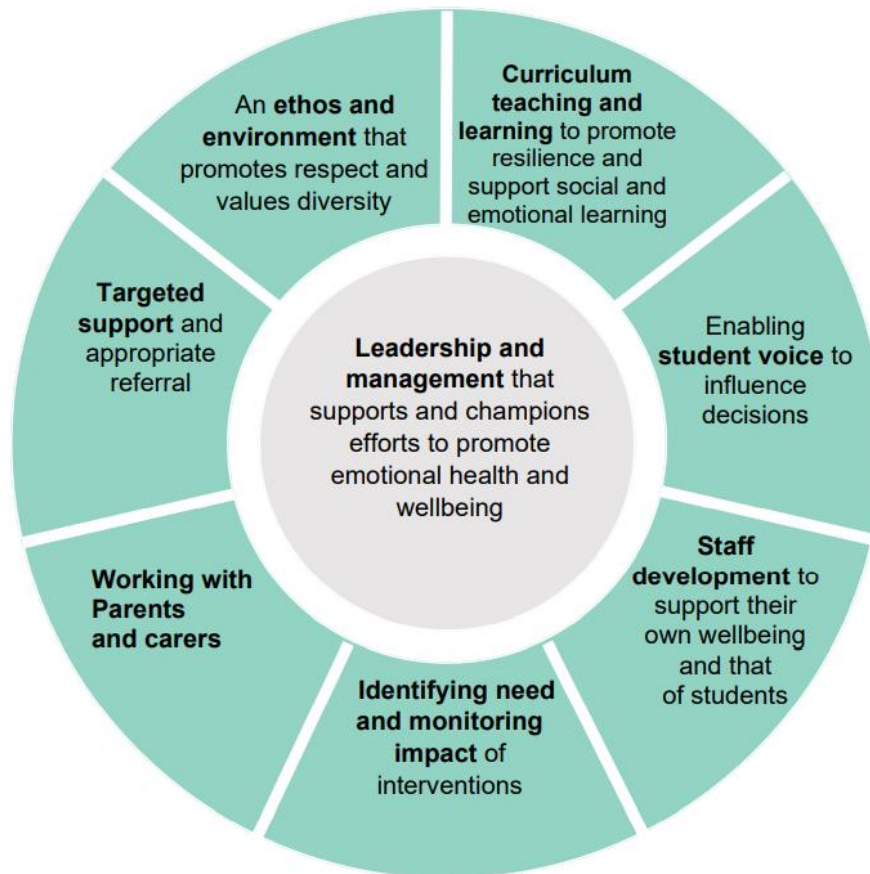 An ethos and
environment that
promotes respect and
values diversity
Curriculum
teaching and
learning to promote
resilience and
support social and
emotional learning
Enabling
student voice to
influence
decisions
Staff
development to
support their
own wellbeing
and that
of students
Identifying need
and monitoring
impact of
interventions
Working with
Parents
and carers
Targeted
support and
appropriate
referral
Leadership and
management that
supports and champions
efforts to promote
emotional health and
wellbeing